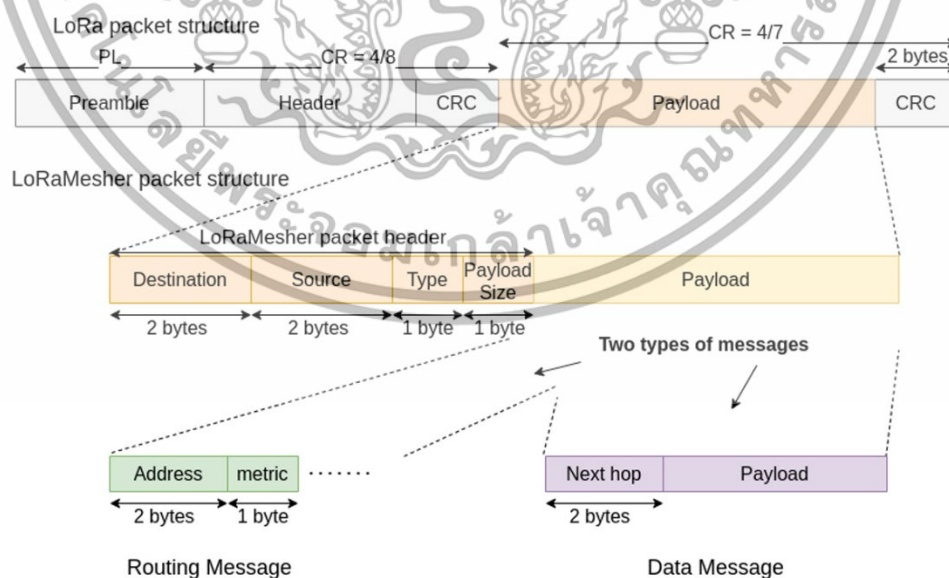 LoRa packet structure
PL
CR = 4/8
CR = 4/7
2 bytes
Preamble
Header
CRC
Payload
CRC
LoRaMesher packet structure
LoRaMesher packet header
Destination
Source
Type
Payload
Size
Payload
2 bytes
2 bytes
1 byte
1 byte
Two types of messages
Address
metric
.......
Next hop
Payload
2 bytes
1 byte
2 bytes
Routing Message
Data Message